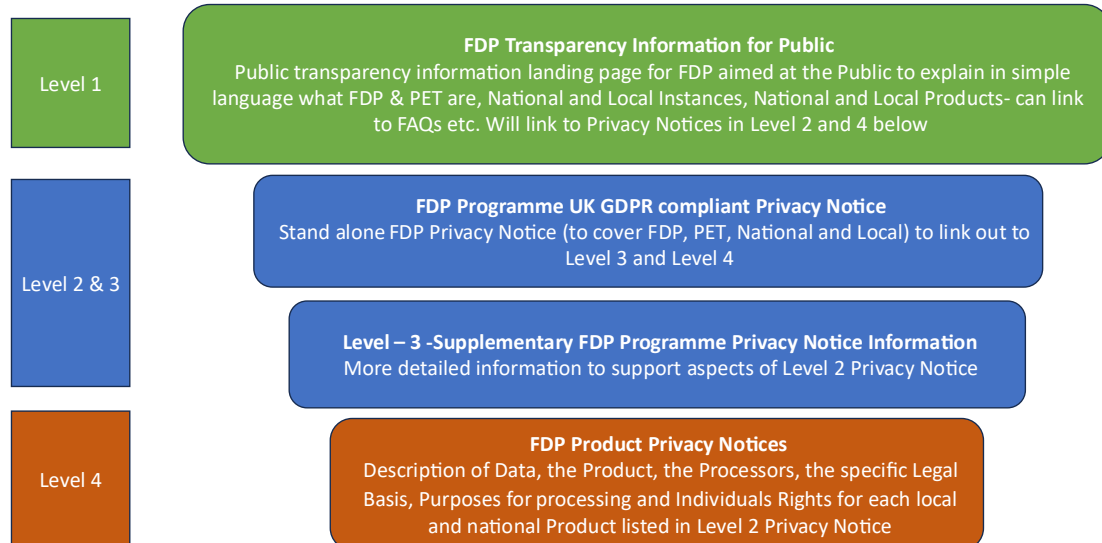 Level 1
FDP Transparency Information for Public
Public transparency information landing page for FDP aimed at the Public to explain in simple
language what FDP & PET are, National and Local Instances, National and Local Products- can link
to FAQs etc. Will link to Privacy Notices in Level 2 and 4 below
Level 2 & 3
FDP Programme UK GDPR compliant Privacy Notice
Stand alone FDP Privacy Notice (to cover FDP, PET, National and Local) to link out to
Level 3 and Level 4
Level – 3 -Supplementary FDP Programme Privacy Notice Information
More detailed information to support aspects of Level 2 Privacy Notice
Level 4
FDP Product Privacy Notices
Description of Data, the Product, the Processors, the specific Legal
Basis, Purposes for processing and Individuals Rights for each local
and national Product listed in Level 2 Privacy Notice